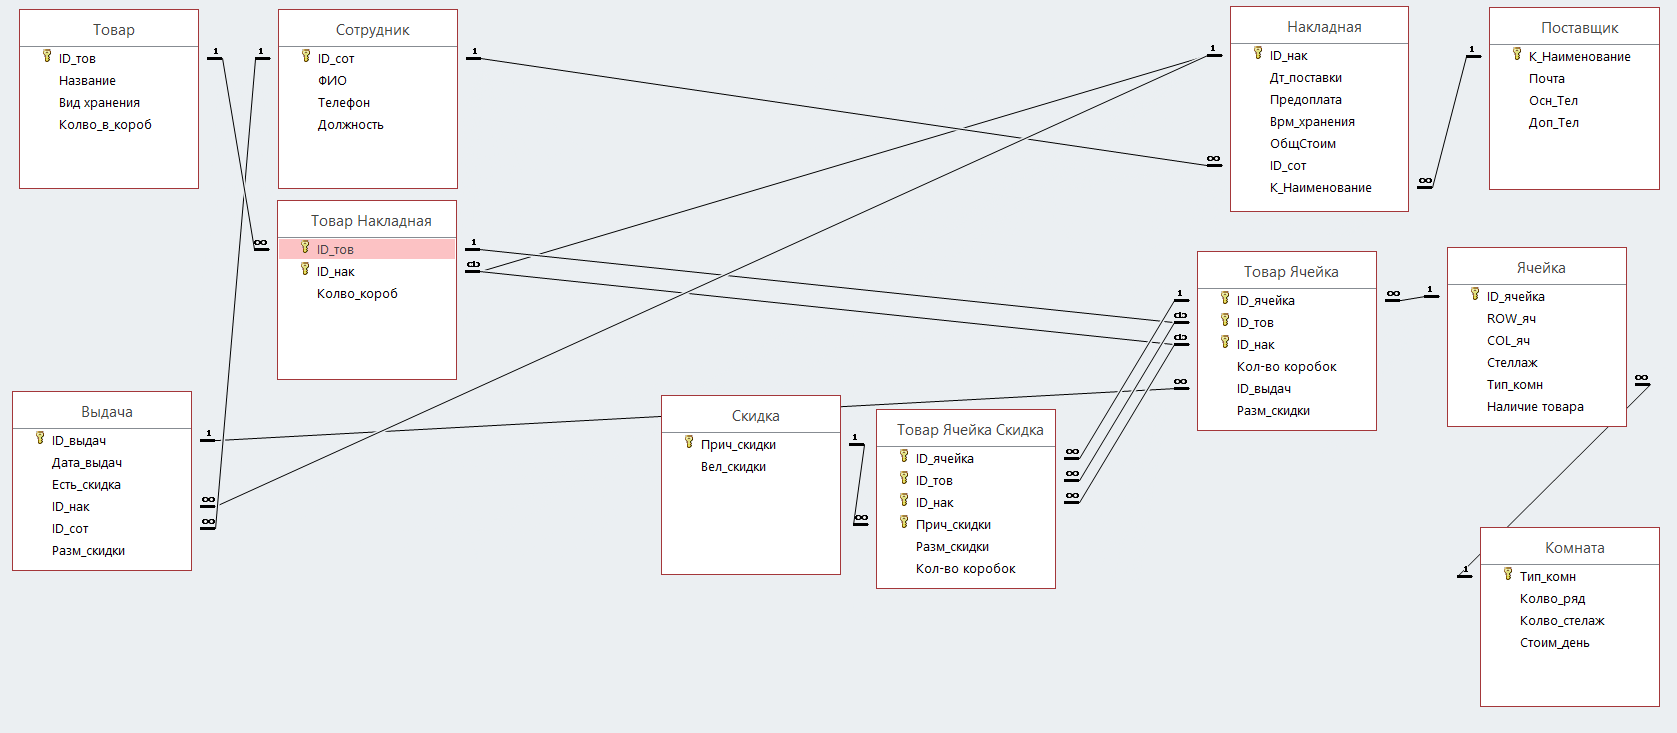 Товар
ID_тов
Название
Вид хранения
Колво_в_короб
Сотрудник
ID_сот
ФИО
Телефон
Должность
Накладная
ID_нак
Дт_поставки
Предоплата
Врм_хранения
ОбщСтоим
ID_сот
К_Наименование
Поставщик
К_Наименование
Почта
Осн_Тел
Доп_Тел
Товар Накладная
ID_тов
ID_нак
Колво_короб
Товар Ячейка
ID_ячейка
ID_тов
ID_нак
Кол-во коробок
ID_выдач
Разм_скидки
Ячейка
ID_ячейка
ROW_яч
COL_яч
Стеллаж
Тип_комн
Наличие товара
Выдача
ID_выдач
Дата_выдач
Есть_скидка
ID_нак
ID_сот
Разм_скидки
Скидка
Прич_скидки
Вел_скидки
Товар Ячейка Скидка
ID_ячейка
ID_тов
ID_нак
Прич_скидки
Разм_скидки
Кол-во коробок
Комната
Тип_комн
Колво_ряд
Колво_стелаж
Стоим_день